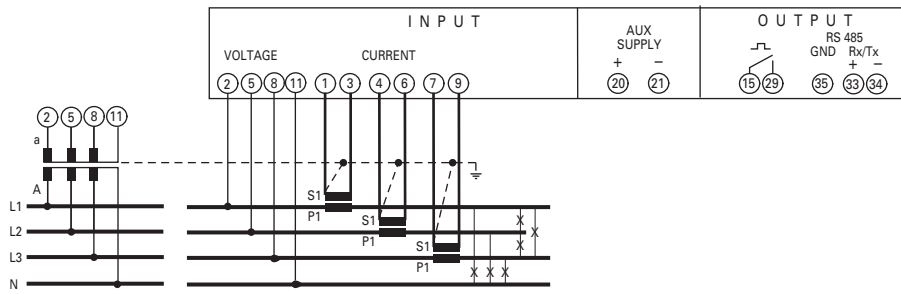 INPUT
AUX SUPPLY
OUTPUT
VOLTAGE
CURRENT
+ −
RS 485
GND Rx/Tx
+ −
2 5 8 11 1 3 4 6 7 9
20 21
15 29 35 33 34
2 5 8 11
a
A
S1
P1
S1
P1
S1
P1
L1
L2
L3
N
X
X
X
X X X